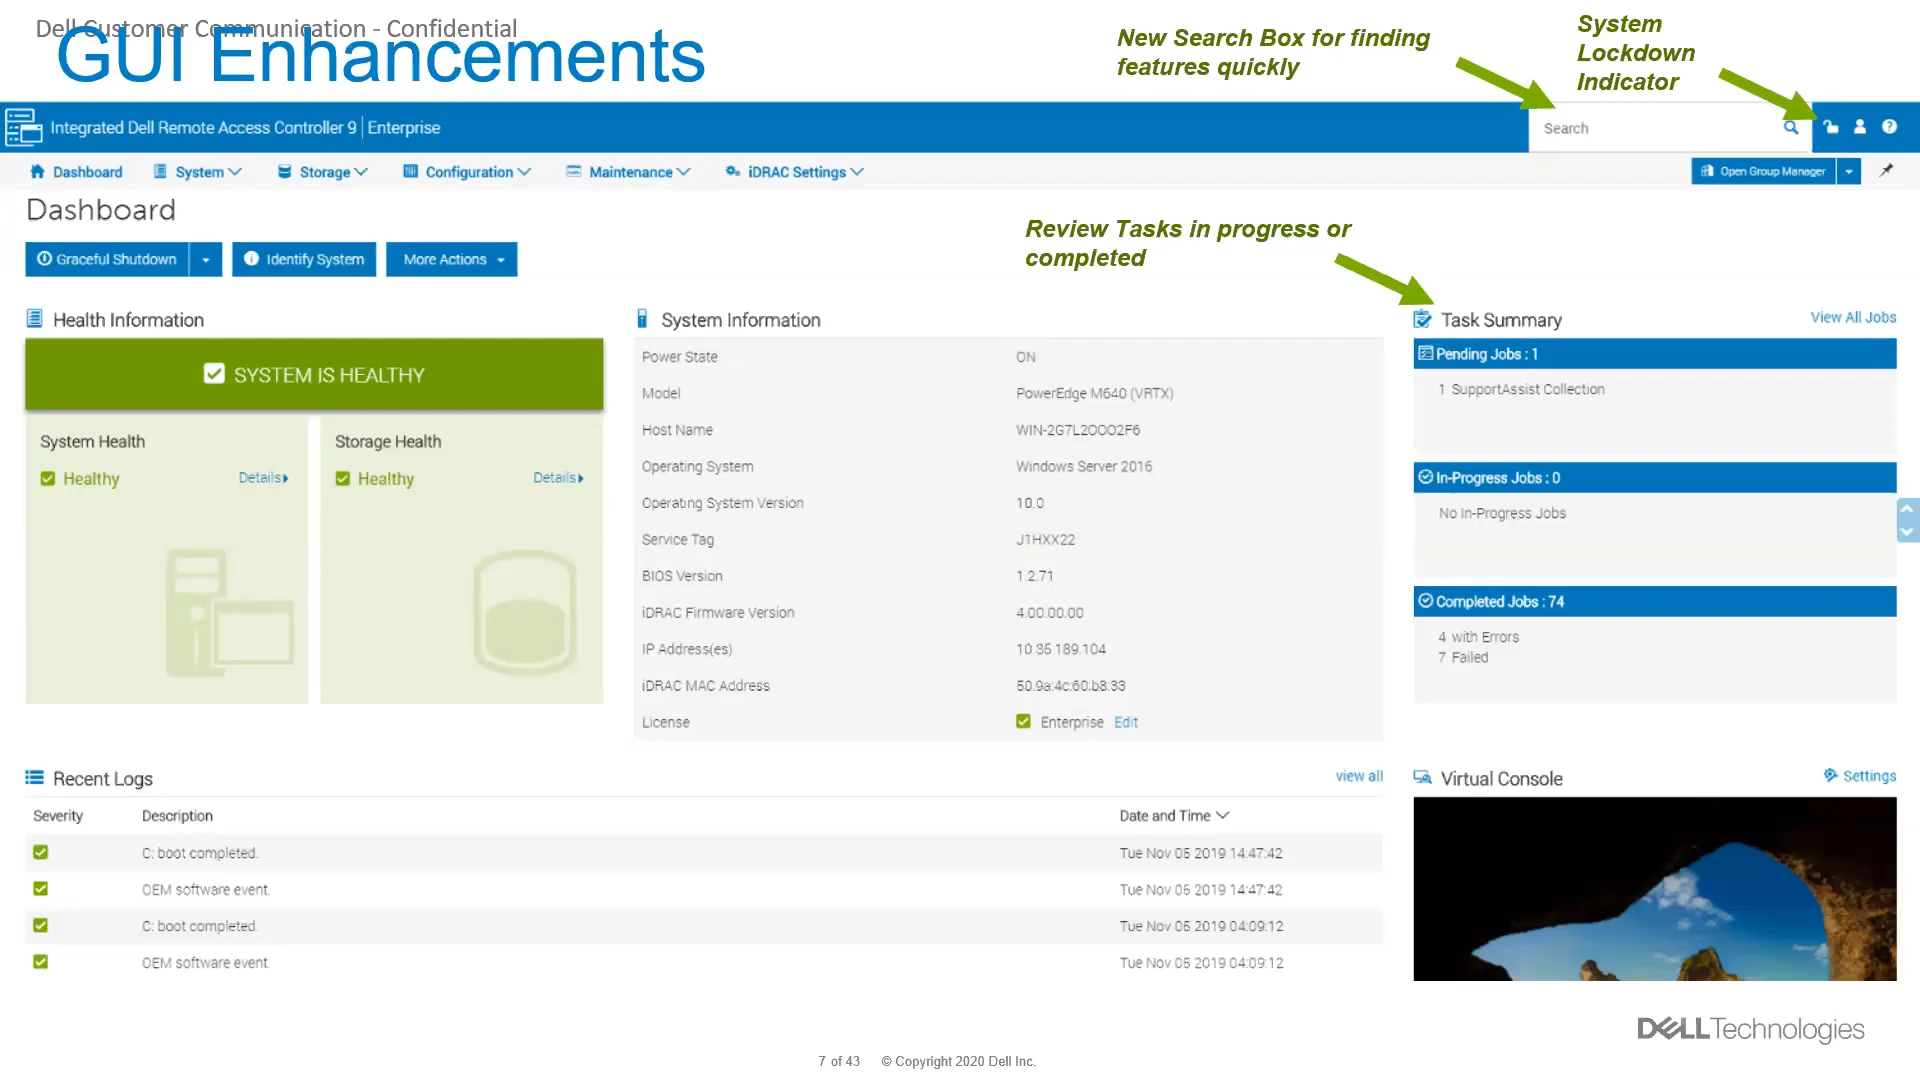 Dell Customer Communication - Confidential
GUI Enhancements
New Search Box for finding
features quickly
System
Lockdown
Indicator
Integrated Dell Remote Access Controller 9 | Enterprise
Search
Dashboard
System
Storage
Configuration
Maintenance
iDRAC Settings
Open Group Manager
Dashboard
Graceful Shutdown
Identify System
More Actions
Review Tasks in progress or
completed
Health Information
SYSTEM IS HEALTHY
System Health
Healthy
Details
Storage Health
Healthy
Details
System Information
Power State ON
Model PowerEdge M640 (VRTX)
Host Name WIN-2G7L2OOO2F6
Operating System Windows Server 2016
Operating System Version 10.0
Service Tag J1HXX22
BIOS Version 1.2.71
iDRAC Firmware Version 4.00.00.00
IP Address(es) 10.35.189.104
iDRAC MAC Address 50:9a:4c:60:b8:33
License Enterprise Edit
Task Summary
View All Jobs
Pending Jobs : 1
1 SupportAssist Collection
In-Progress Jobs : 0
No In-Progress Jobs
Completed Jobs : 74
4 with Errors
7 Failed
Recent Logs
view all
Severity Description Date and Time
C: boot completed. Tue Nov 05 2019 14:47:42
OEM software event. Tue Nov 05 2019 14:47:42
C: boot completed. Tue Nov 05 2019 04:09:12
OEM software event. Tue Nov 05 2019 04:09:12
Virtual Console
Settings
DELL Technologies
7 of 43 © Copyright 2020 Dell Inc.